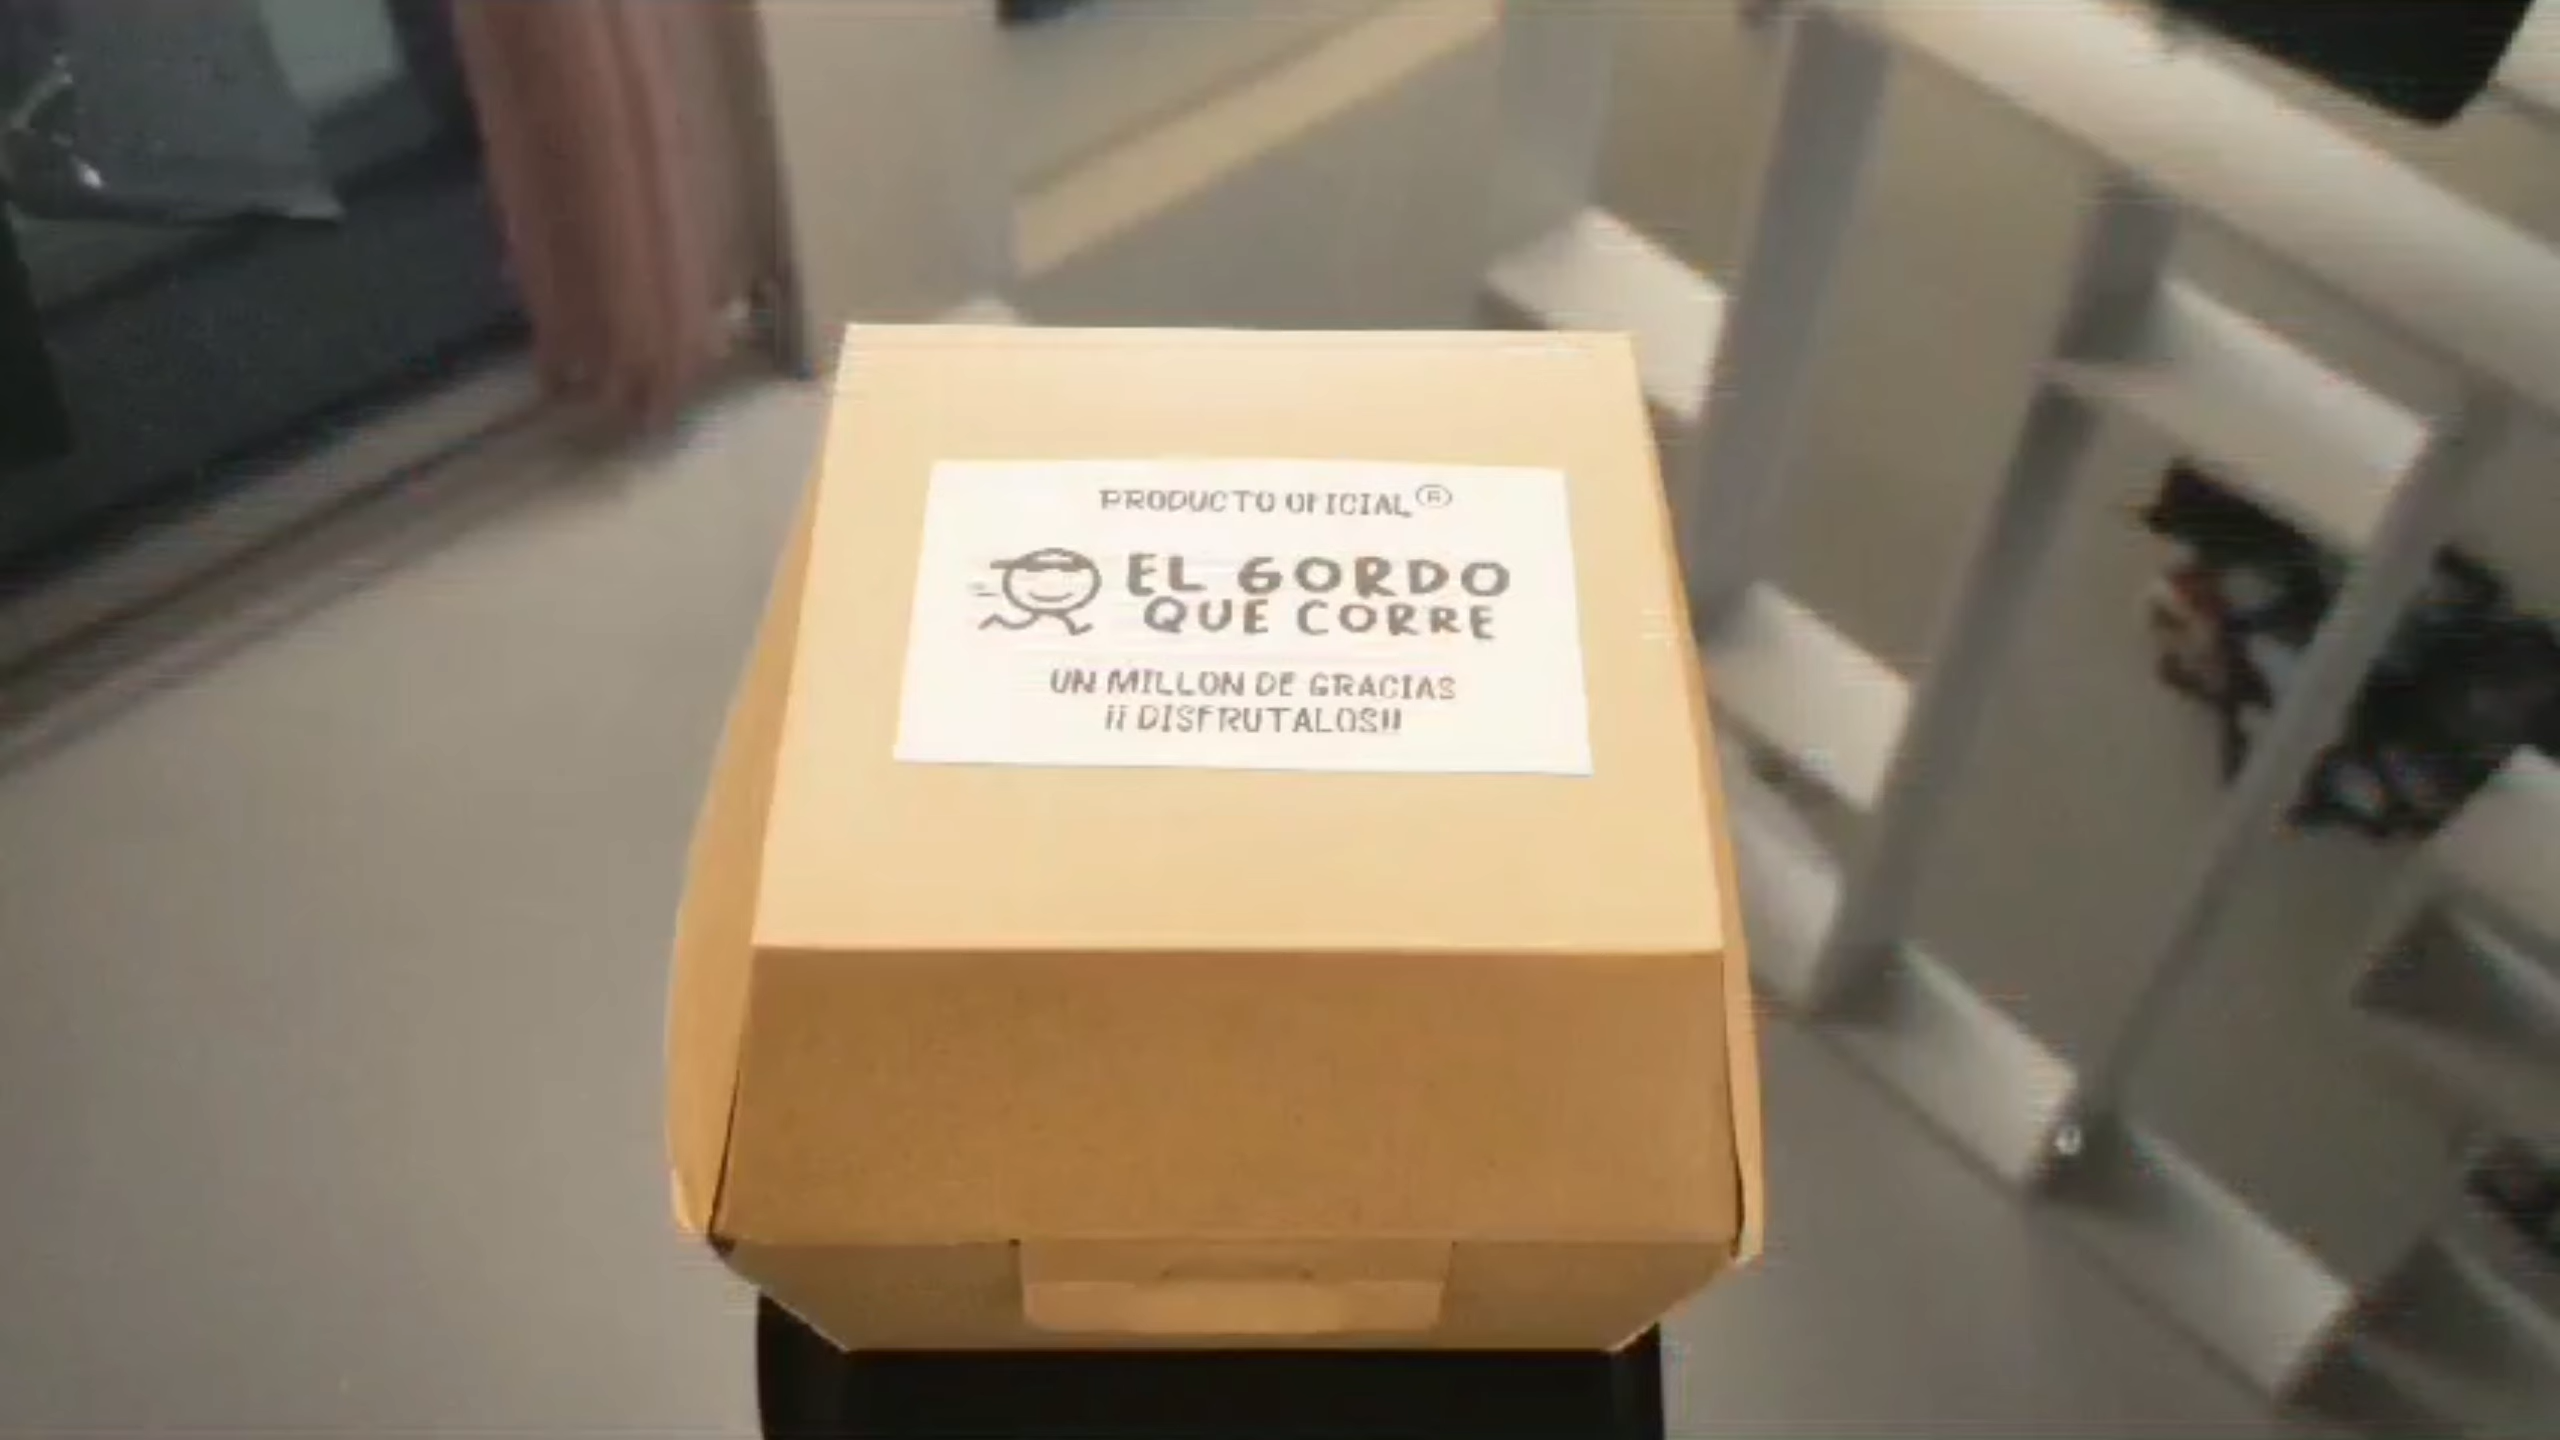 PRODUCTO OFICIAL®
EL GORDO
QUE CORRE
UN MILLON DE GRACIAS
¡¡ DISFRUTALOS!!